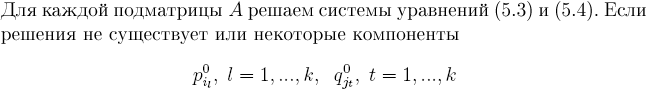 Для каждой подматрицы A решаем системы уравнений (5.3) и (5.4). Если
решения не существует или некоторые компоненты
$p^0_{i_l},\ l = 1, ..., k,\ \ q^0_{jt},\ t = 1, ..., k$